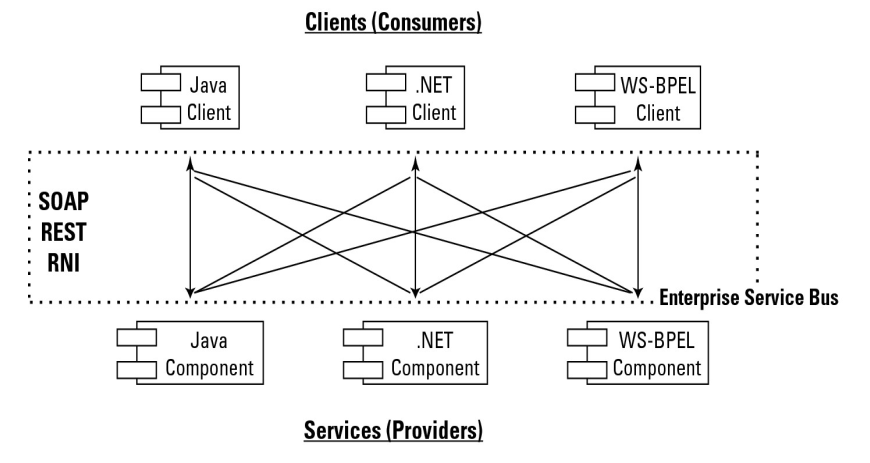 Clients (Consumers)
Java
Client
.NET
Client
WS-BPEL
Client
SOAP
REST
RNI
Enterprise Service Bus
Java
Component
.NET
Component
WS-BPEL
Component
Services (Providers)